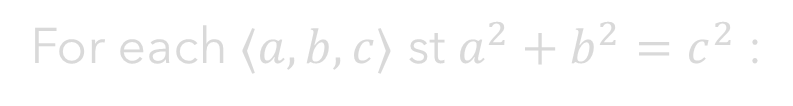 For each ⟨a, b, c⟩ st a² + b² = c² :